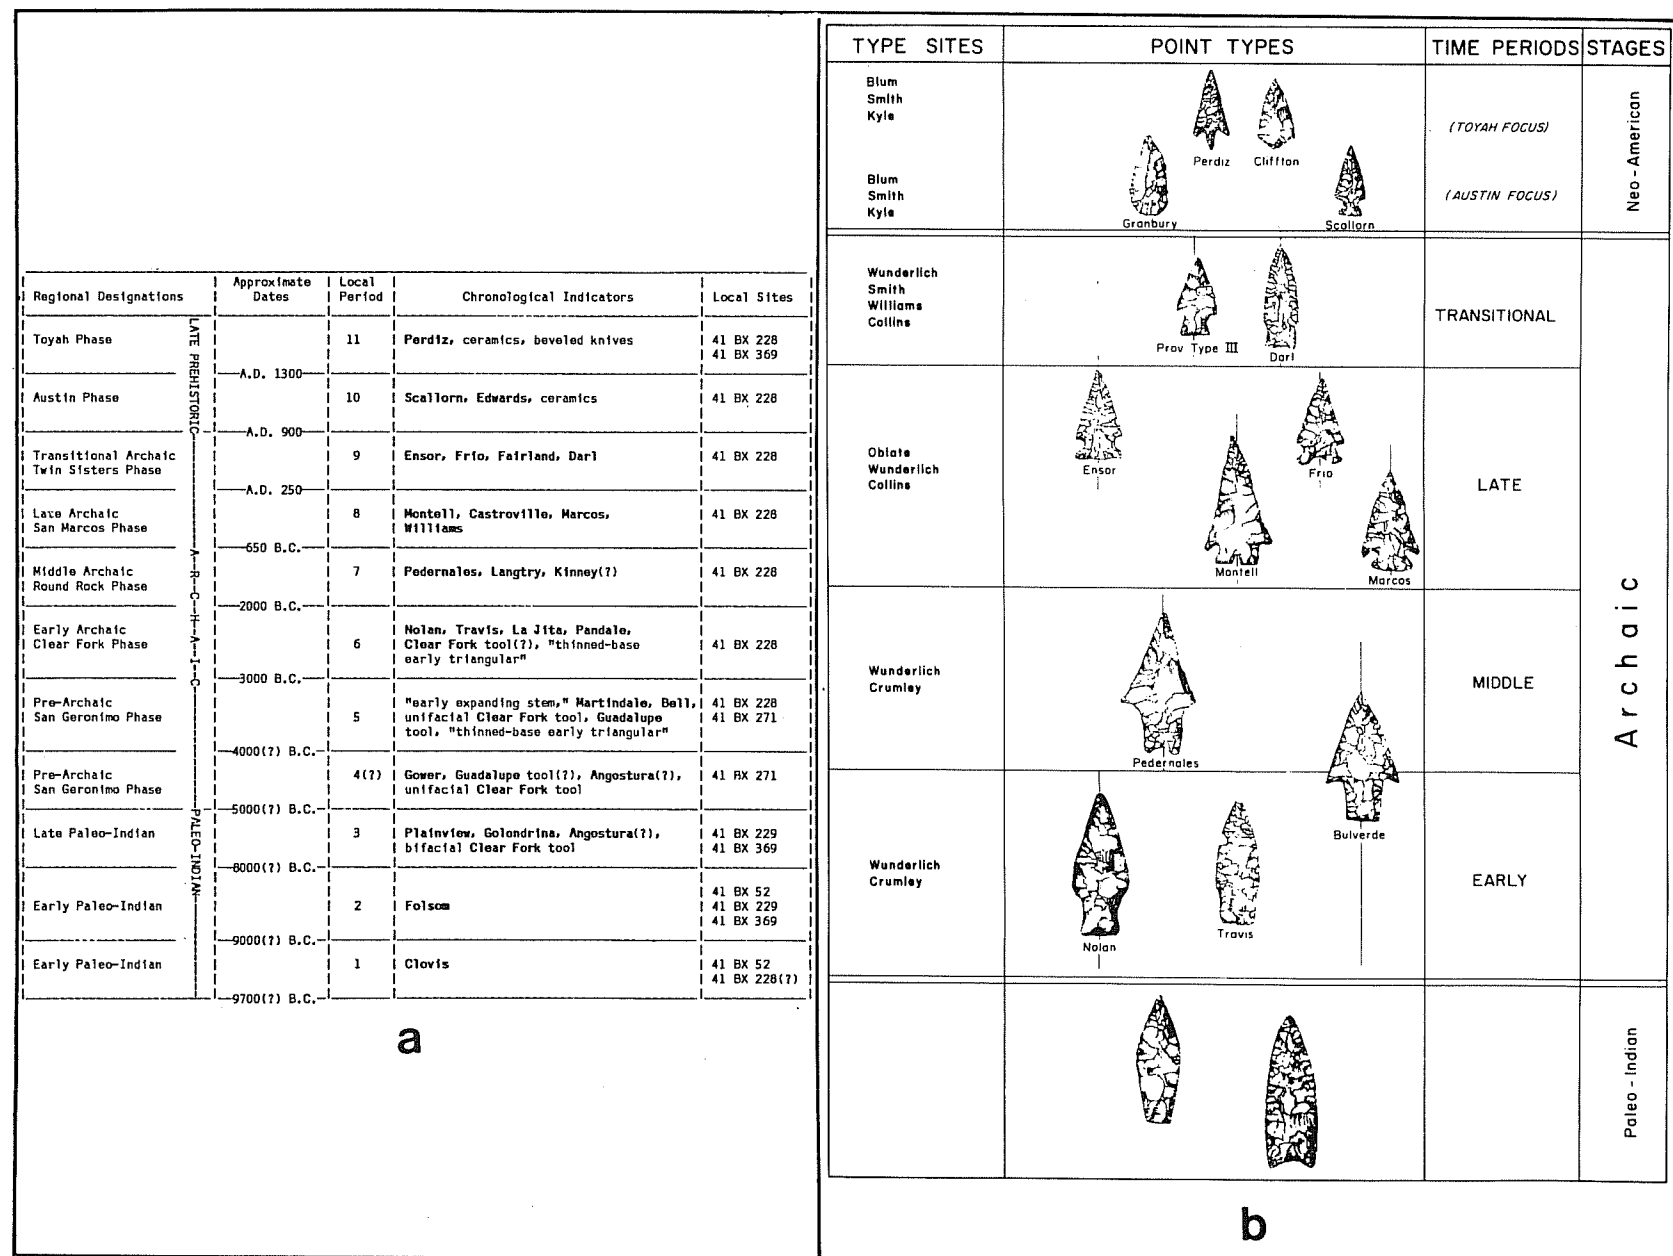 Regional Designations
Approximate
Dates
Local
Period
Chronological Indicators
Local Sites
LATE PREHISTORIC
A-R-C-H-A-I-C
PALEO-INDIAN
Toyah Phase
11
Perdiz, ceramics, beveled knives
41 BX 228
41 BX 369
A.D. 1300
Austin Phase
10
Scallorn, Edwards, ceramics
41 BX 228
A.D. 900
Transitional Archaic
Twin Sisters Phase
9
Ensor, Frio, Fairland, Darl
41 BX 228
A.D. 250
Late Archaic
San Marcos Phase
8
Montell, Castroville, Marcos,
Williams
41 BX 228
650 B.C.
Middle Archaic
Round Rock Phase
7
Pedernales, Langtry, Kinney(?)
41 BX 228
2000 B.C.
Early Archaic
Clear Fork Phase
6
Nolan, Travis, La Jita, Pandale,
Clear Fork tool(?), "thinned-base
early triangular"
41 BX 228
3000 B.C.
Pre-Archaic
San Geronimo Phase
5
"early expanding stem," Martindale, Bell,
unifacial Clear Fork tool, Guadalupe
tool, "thinned-base early triangular"
41 BX 228
41 BX 271
4000(?) B.C.
Pre-Archaic
San Geronimo Phase
4(?)
Gower, Guadalupe tool(?), Angostura(?),
unifacial Clear Fork tool
41 BX 271
5000(?) B.C.
Late Paleo-Indian
3
Plainview, Golondrina, Angostura(?),
bifacial Clear Fork tool
41 BX 229
41 BX 369
8000(?) B.C.
Early Paleo-Indian
2
Folsom
41 BX 52
41 BX 229
41 BX 369
9000(?) B.C.
Early Paleo-Indian
1
Clovis
41 BX 52
41 BX 228(?)
9700(?) B.C.
a
TYPE SITES
POINT TYPES
TIME PERIODS
STAGES
Blum
Smith
Kyle
Perdiz
Cliffton
(TOYAH FOCUS)
Neo-American
Blum
Smith
Kyle
Granbury
Scallorn
(AUSTIN FOCUS)
Wunderlich
Smith
Williams
Collins
Prov Type III
Darl
TRANSITIONAL
Archaic
Oblate
Wunderlich
Collins
Ensor
Frio
Montell
Marcos
LATE
Wunderlich
Crumley
Pedernales
Bulverde
MIDDLE
Wunderlich
Crumley
Nolan
Travis
EARLY
Paleo-Indian
b